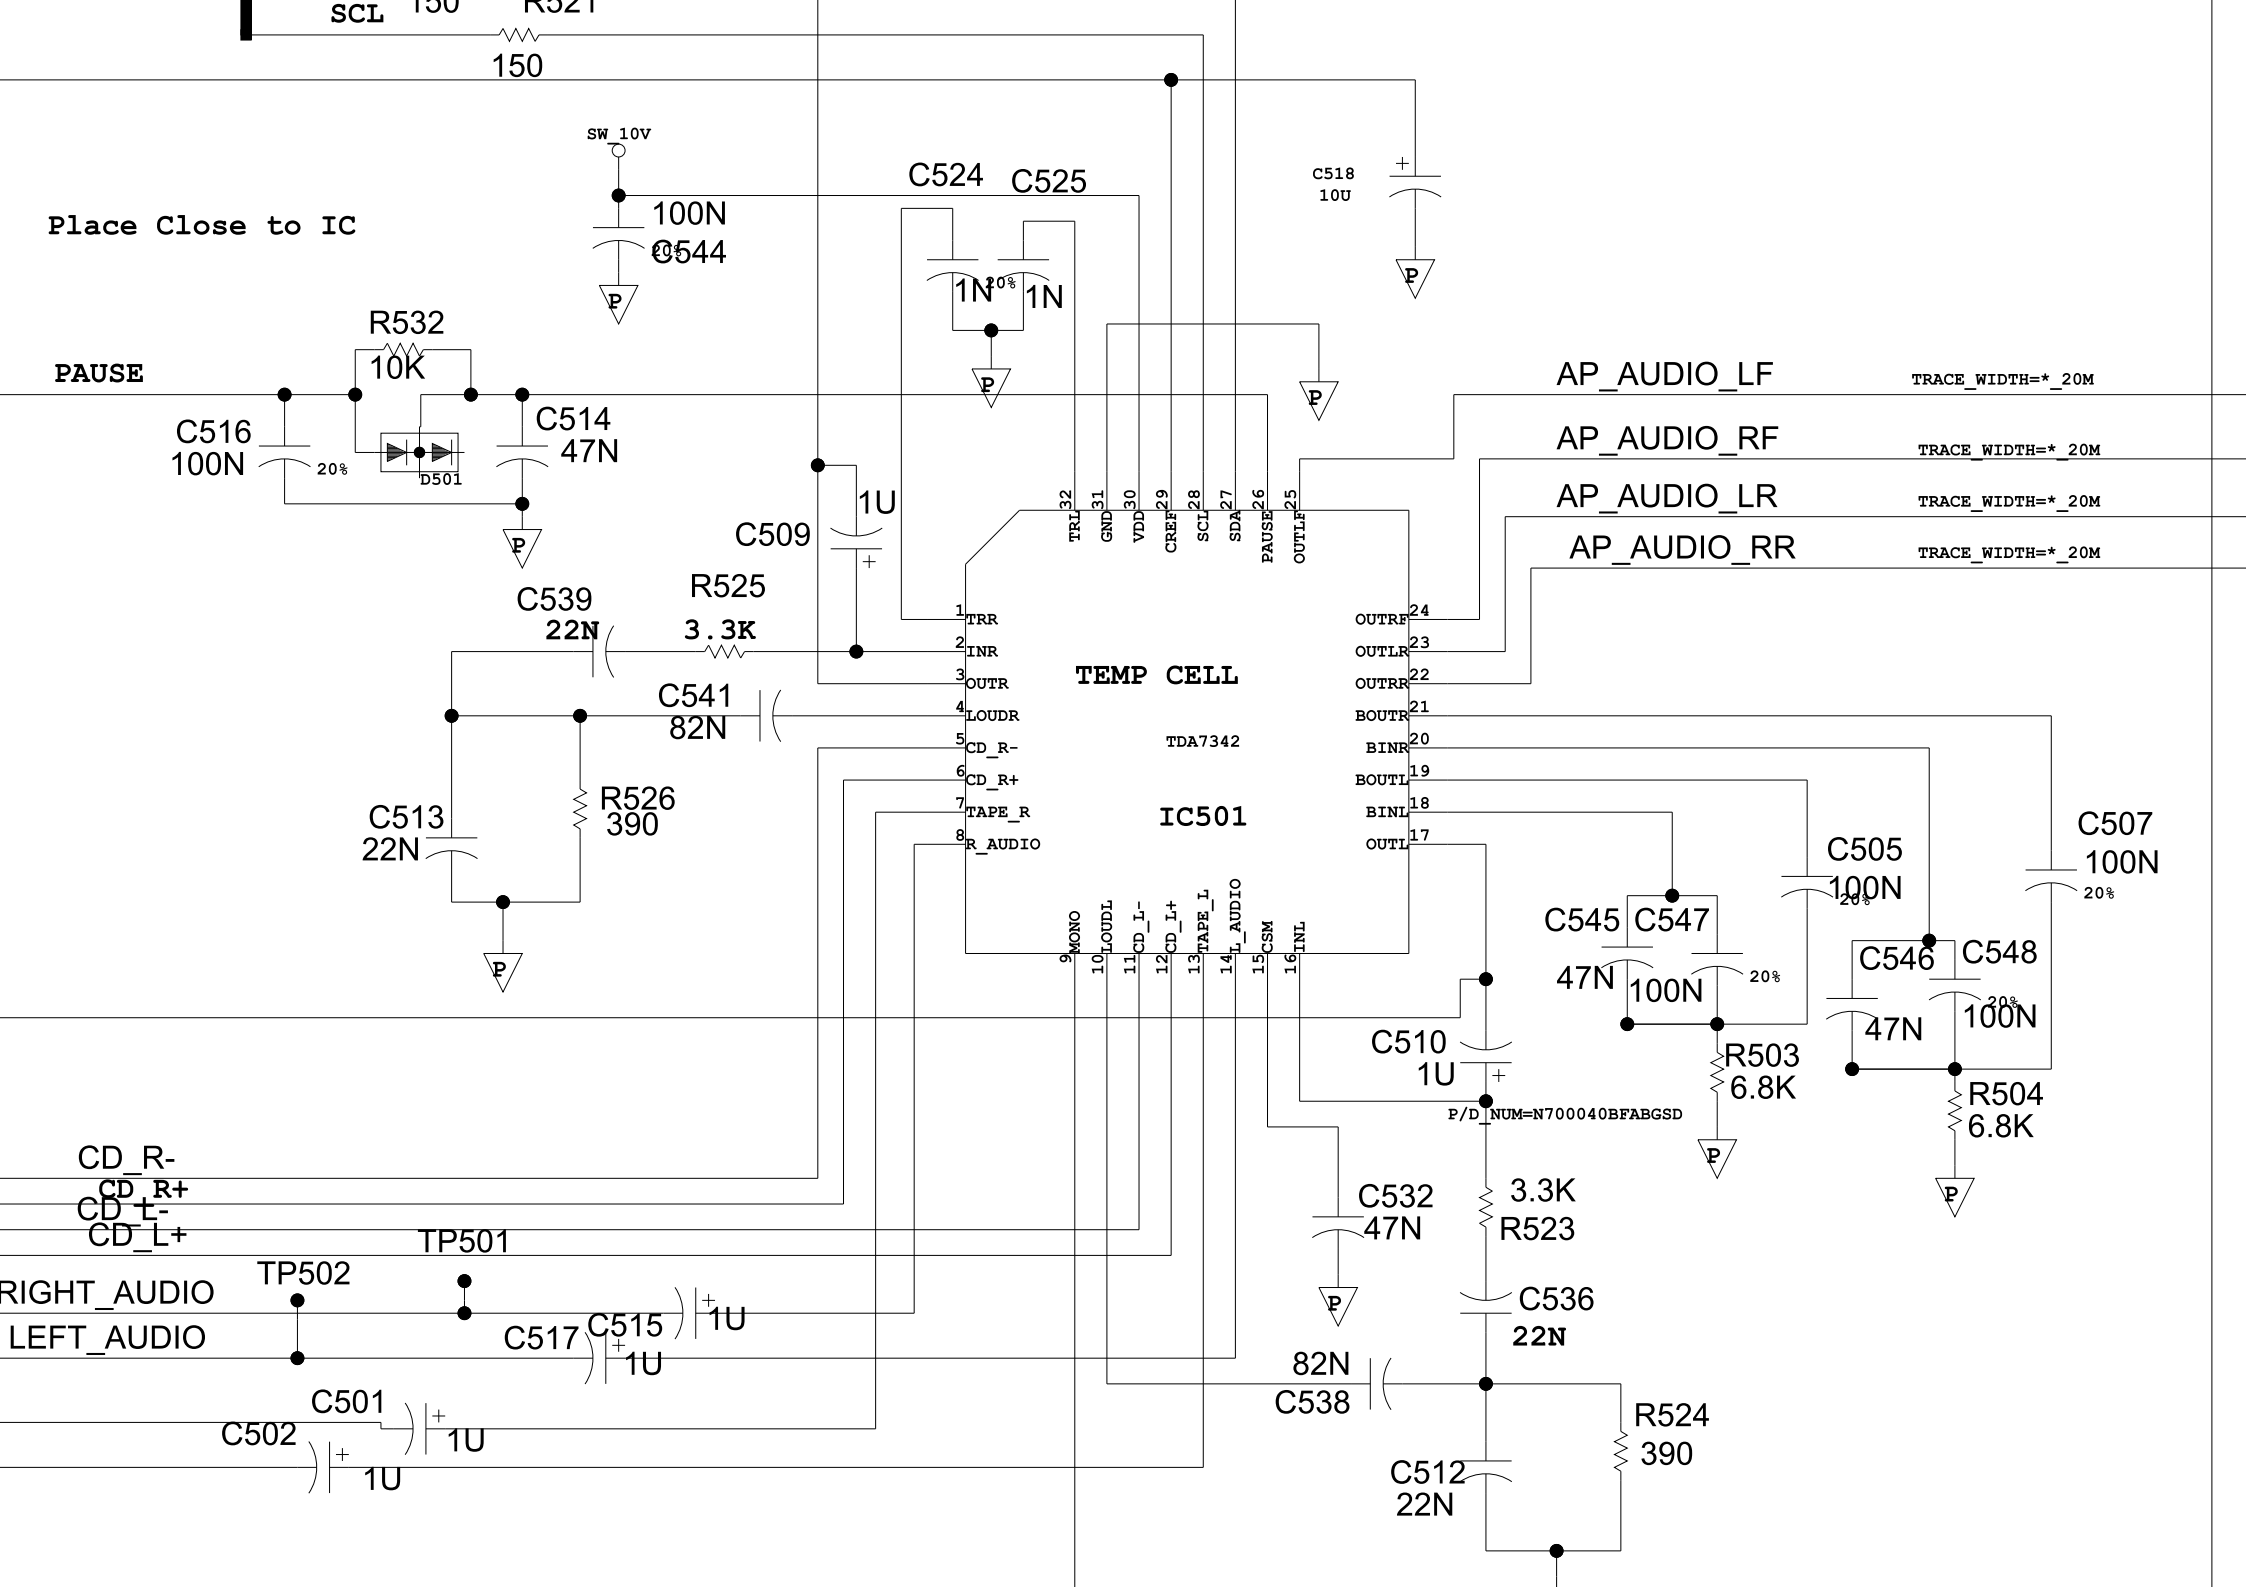 SCL 150 R521
150
SW_10V
C524 C525
C518
10U
100N
20%
C544
Place Close to IC
P
P
1N 20% 1N
R532
10K
PAUSE
P
P
AP_AUDIO_LF TRACE_WIDTH=*_20M
C516
100N
20%
D501
C514
47N
AP_AUDIO_RF TRACE_WIDTH=*_20M
AP_AUDIO_LR TRACE_WIDTH=*_20M
AP_AUDIO_RR TRACE_WIDTH=*_20M
P
1U
C509
+
+
32 31 30 29 28 27 26 25
TRL GND VDD CREF SCL SDA PAUSE OUTLF
C539
22N
R525
3.3K
1 TRR
2 INR
3 OUTR
4 LOUDR
5 CD_R-
6 CD_R+
7 TAPE_R
8 R_AUDIO
TEMP CELL
TDA7342
IC501
OUTRF 24
OUTLR 23
OUTRR 22
BOUTR 21
BINR 20
BOUTL 19
BINL 18
OUTL 17
C541
82N
C513
22N
R526
390
P
MONO LOUDL CD_L- CD_L+ TAPE_L L_AUDIO CSM INL
9 10 11 12 13 14 15 16
C507
100N
20%
C505
100N
20%
C545 C547
47N 100N
20%
C546 C548
20%
47N 100N
C510
1U
+
P/D_NUM=N700040BFABGSD
R503
6.8K
R504
6.8K
P
P
CD_R-
CD_R+
CD_L-
CD_L+
TP501
TP502
RIGHT_AUDIO
LEFT_AUDIO
C515
+
1U
C517
+
1U
C501
+
1U
C502
+
1U
C532
47N
P
3.3K
R523
C536
22N
82N
C538
R524
390
C512
22N